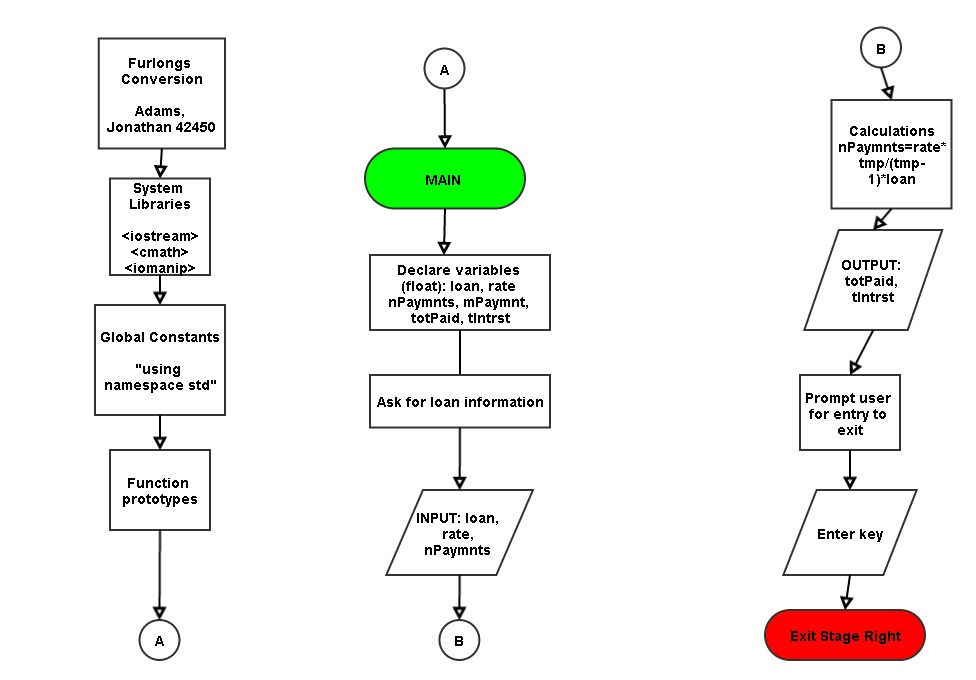 Furlongs
Conversion
Adams,
Jonathan 42450
System
Libraries
<iostream>
<cmath>
<iomanip>
Global Constants
"using
namespace std"
Function
prototypes
A
A
MAIN
Declare variables
(float): loan, rate
nPaymnts, mPaymnt,
totPaid, tIntrst
Ask for loan information
INPUT: loan,
rate,
nPaymnts
B
B
Calculations
nPaymnts=rate*
tmp/(tmp-
1)*loan
OUTPUT:
totPaid,
tIntrst
Prompt user
for entry to
exit
Enter key
Exit Stage Right